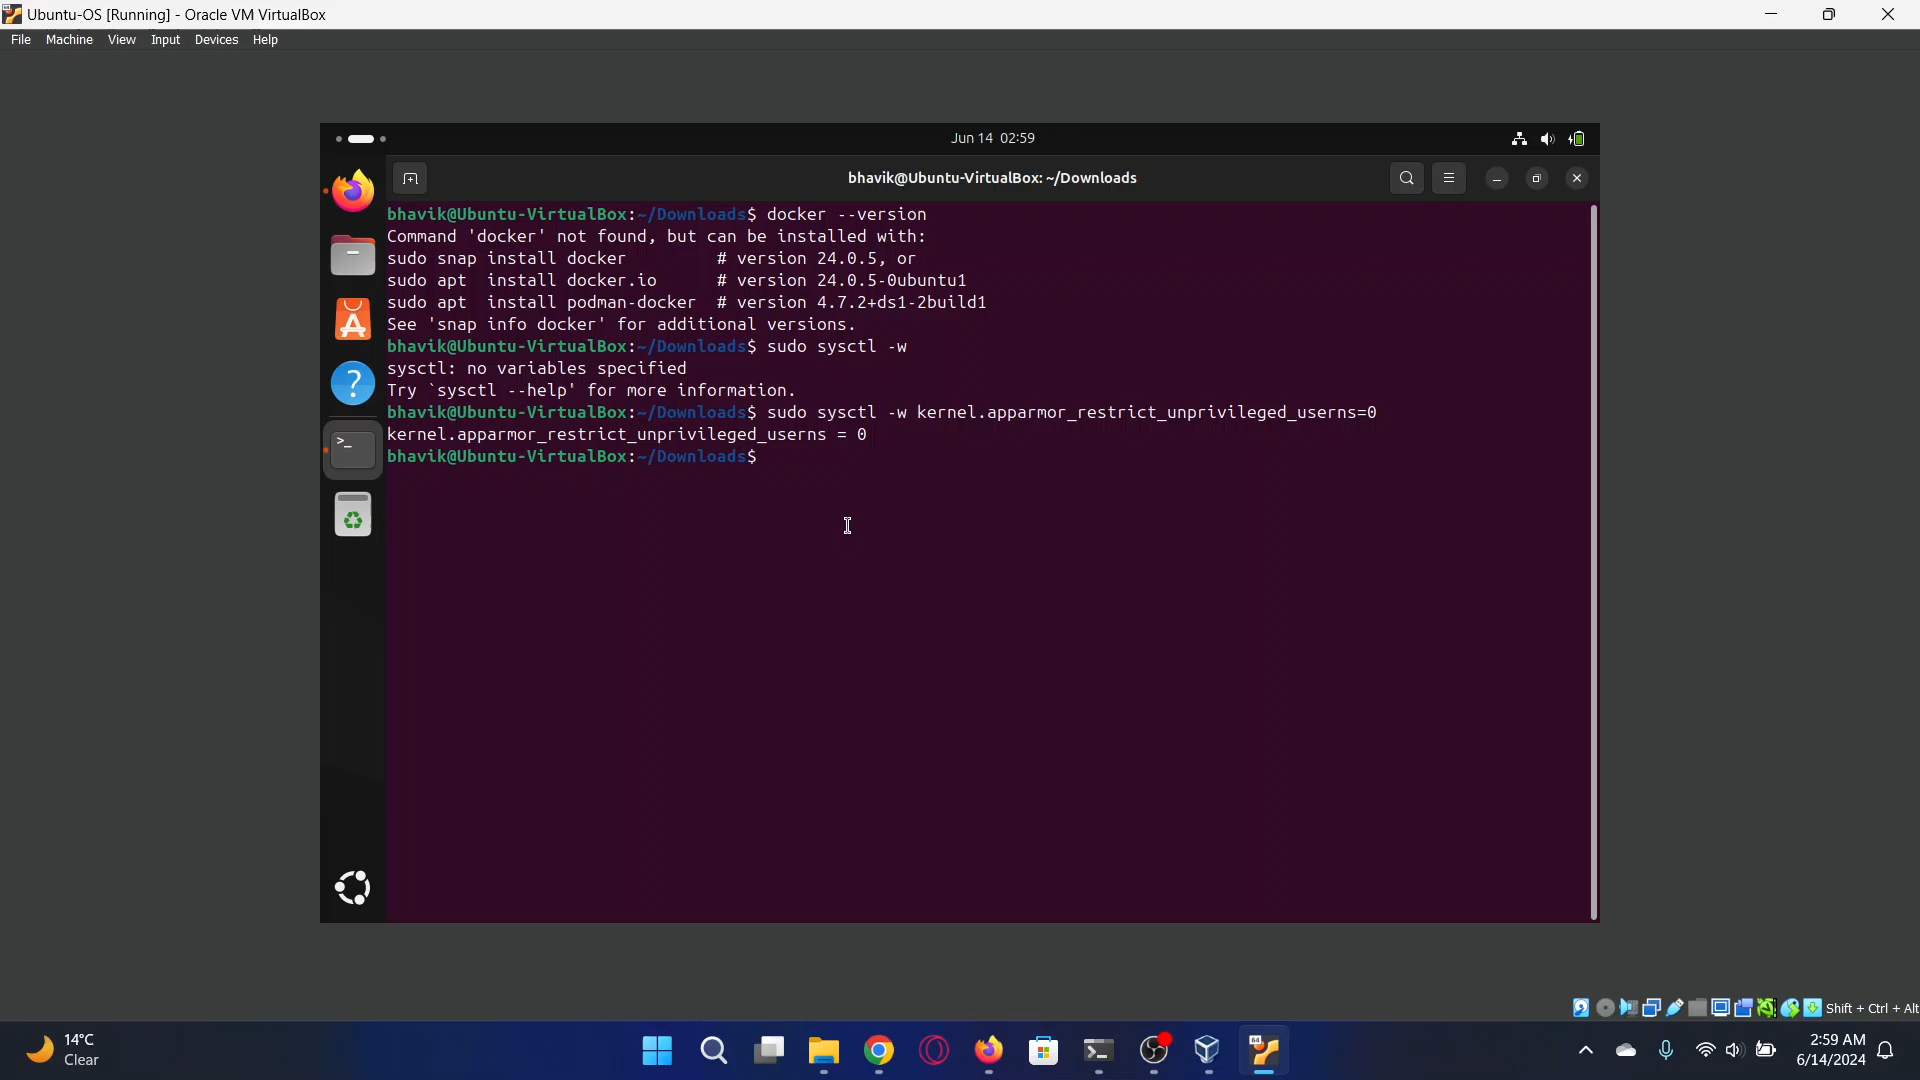 Ubuntu-OS [Running] - Oracle VM VirtualBox
File Machine View Input Devices Help
Jun 14 02:59
bhavik@Ubuntu-VirtualBox: ~/Downloads
bhavik@Ubuntu-VirtualBox:~/Downloads$ docker --version
Command 'docker' not found, but can be installed with:
sudo snap install docker # version 24.0.5, or
sudo apt install docker.io # version 24.0.5-0ubuntu1
sudo apt install podman-docker # version 4.7.2+ds1-2build1
See 'snap info docker' for additional versions.
bhavik@Ubuntu-VirtualBox:~/Downloads$ sudo sysctl -w
sysctl: no variables specified
Try `sysctl --help' for more information.
bhavik@Ubuntu-VirtualBox:~/Downloads$ sudo sysctl -w kernel.apparmor_restrict_unprivileged_userns=0
kernel.apparmor_restrict_unprivileged_userns = 0
bhavik@Ubuntu-VirtualBox:~/Downloads$
Shift + Ctrl + Alt
14°C
Clear
64
2:59 AM
6/14/2024